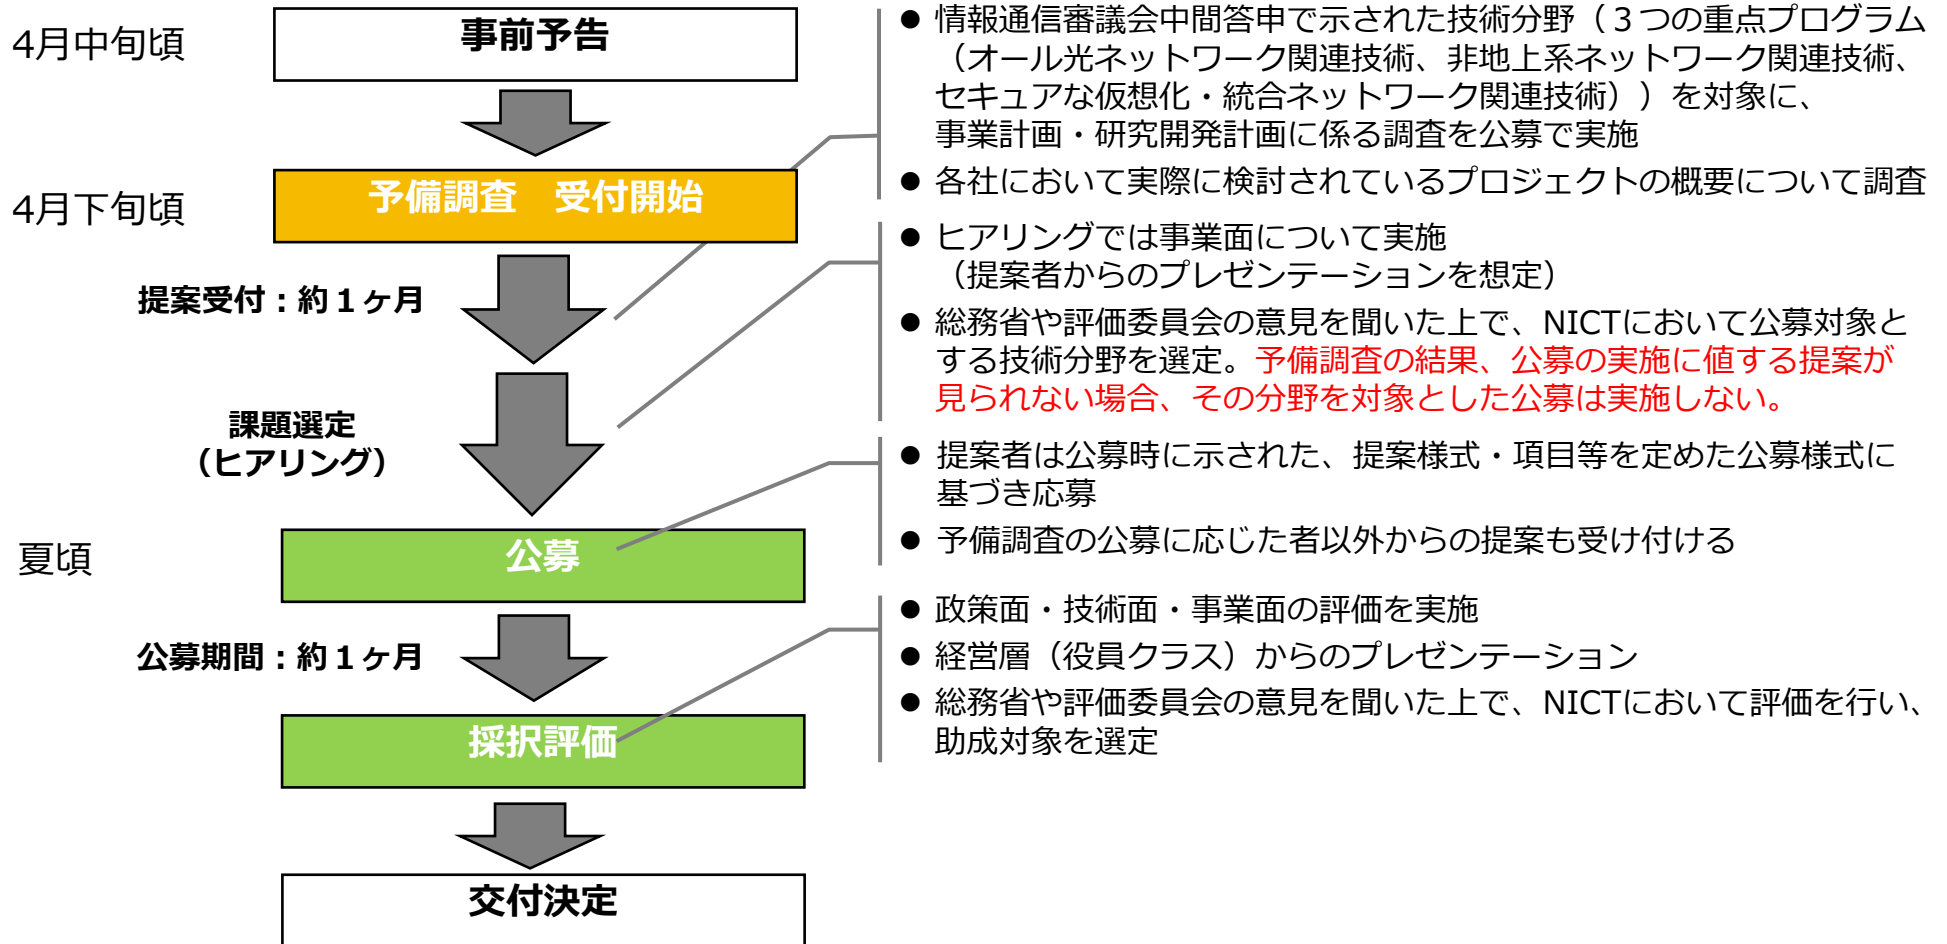 4月中旬頃
事前予告
4月下旬頃
予備調査　受付開始
提案受付：約１ヶ月
課題選定
（ヒアリング）
夏頃
公募
公募期間：約１ヶ月
採択評価
交付決定
● 情報通信審議会中間答申で示された技術分野（３つの重点プログラム
（オール光ネットワーク関連技術、非地上系ネットワーク関連技術、
セキュアな仮想化・統合ネットワーク関連技術））を対象に、
事業計画・研究開発計画に係る調査を公募で実施
● 各社において実際に検討されているプロジェクトの概要について調査
● ヒアリングでは事業面について実施
（提案者からのプレゼンテーションを想定）
● 総務省や評価委員会の意見を聞いた上で、NICTにおいて公募対象と
する技術分野を選定。予備調査の結果、公募の実施に値する提案が
見られない場合、その分野を対象とした公募は実施しない。
● 提案者は公募時に示された、提案様式・項目等を定めた公募様式に
基づき応募
● 予備調査の公募に応じた者以外からの提案も受け付ける
● 政策面・技術面・事業面の評価を実施
● 経営層（役員クラス）からのプレゼンテーション
● 総務省や評価委員会の意見を聞いた上で、NICTにおいて評価を行い、
助成対象を選定